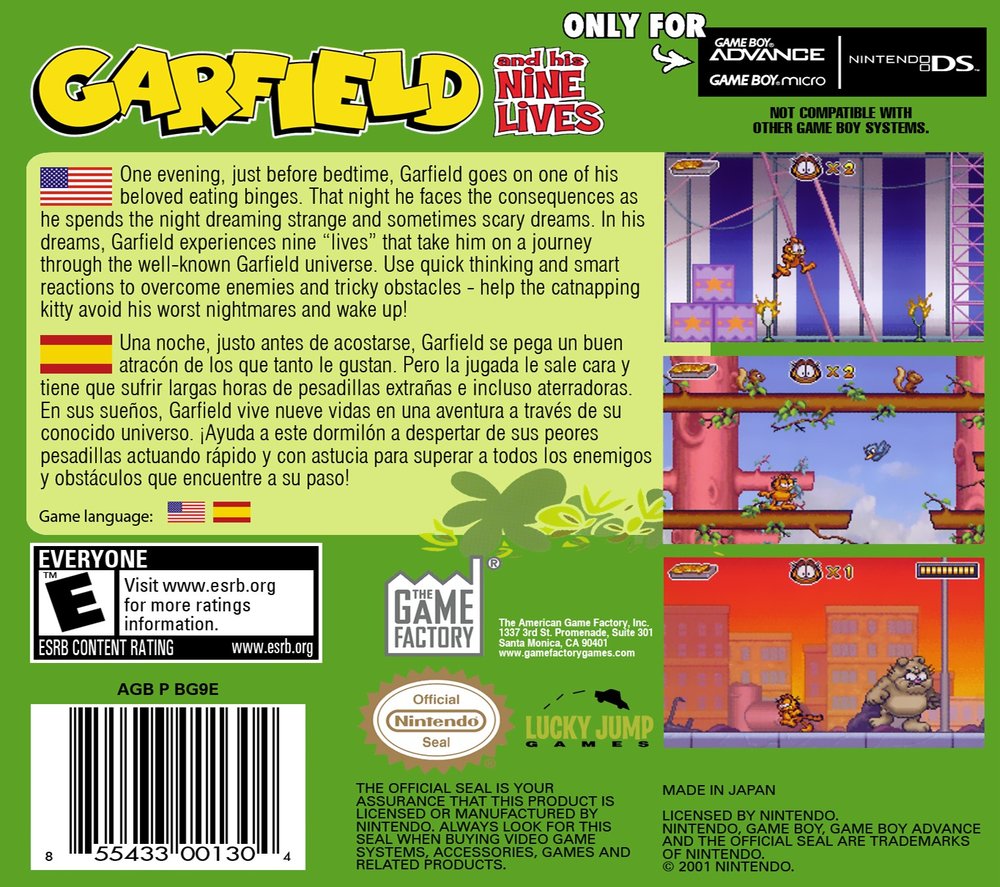 ONLY FOR
GARFIELD
and his
NINE
LIVES
GAME BOY
ADVANCE
GAME BOY micro
NINTENDO DS™
NOT COMPATIBLE WITH
OTHER GAME BOY SYSTEMS.
One evening, just before bedtime, Garfield goes on one of his
beloved eating binges. That night he faces the consequences as
he spends the night dreaming strange and sometimes scary dreams. In his
dreams, Garfield experiences nine “lives” that take him on a journey
through the well-known Garfield universe. Use quick thinking and smart
reactions to overcome enemies and tricky obstacles - help the catnapping
kitty avoid his worst nightmares and wake up!
Una noche, justo antes de acostarse, Garfield se pega un buen
atracón de los que tanto le gustan. Pero la jugada le sale cara y
tiene que sufrir largas horas de pesadillas extrañas e incluso aterradoras.
En sus sueños, Garfield vive nueve vidas en una aventura a través de su
conocido universo. ¡Ayuda a este dormilón a despertar de sus peores
pesadillas actuando rápido y con astucia para superar a todos los enemigos
y obstáculos que encuentre a su paso!
Game language:
x2
x2
x1
EVERYONE
E™
Visit www.esrb.org
for more ratings
information.
ESRB CONTENT RATING www.esrb.org
THE
GAME
FACTORY®
The American Game Factory, Inc.
1337 3rd St. Promenade, Suite 301
Santa Monica, CA 90401
www.gamefactorygames.com
AGB P BG9E
8 55433 00130 4
Official
Nintendo
Seal
LUCKY JUMP
GAMES
THE OFFICIAL SEAL IS YOUR
ASSURANCE THAT THIS PRODUCT IS
LICENSED OR MANUFACTURED BY
NINTENDO. ALWAYS LOOK FOR THIS
SEAL WHEN BUYING VIDEO GAME
SYSTEMS, ACCESSORIES, GAMES AND
RELATED PRODUCTS.
MADE IN JAPAN
LICENSED BY NINTENDO.
NINTENDO, GAME BOY, GAME BOY ADVANCE
AND THE OFFICIAL SEAL ARE TRADEMARKS
OF NINTENDO.
© 2001 NINTENDO.